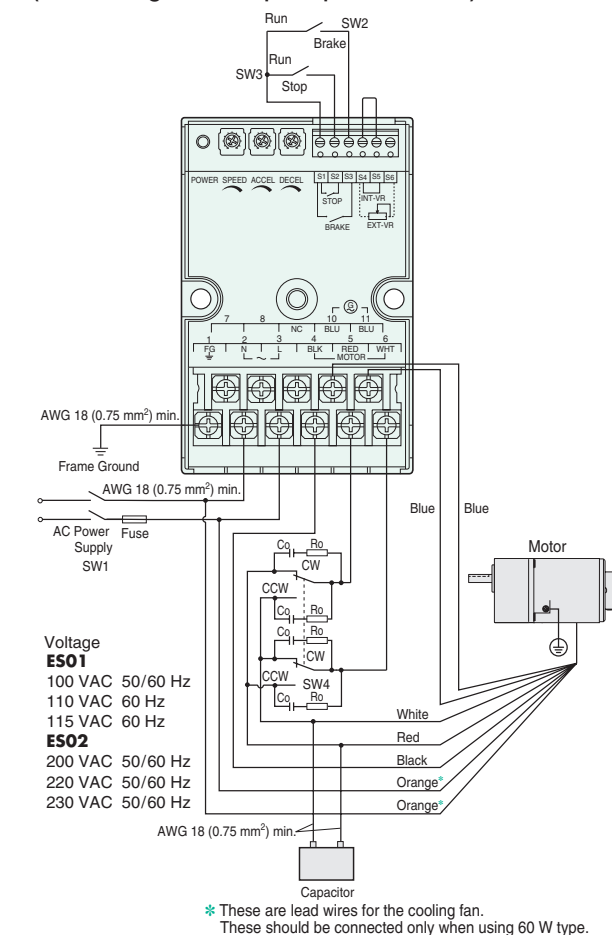 Run
SW2
Brake
Run
SW3
Stop
POWER SPEED ACCEL DECEL
S1 S2 S3 S4 S5 S6
STOP
INT-VR
BRAKE
EXT-VR
G
7 8 NC 10 11
BLU BLU
1 2 3 4 5 6
FG N L BLK RED WHT
~ MOTOR
AWG 18 (0.75 mm²) min.
Frame Ground
AWG 18 (0.75 mm²) min.
AC Power
Supply
Fuse
SW1
Blue
Blue
Motor
Co Ro
CW
CCW
Co Ro
Co Ro
CW
CCW
SW4
Co Ro
White
Red
Black
Orange*
Orange*
Voltage
ES01
100 VAC 50/60 Hz
110 VAC 60 Hz
115 VAC 60 Hz
ES02
200 VAC 50/60 Hz
220 VAC 50/60 Hz
230 VAC 50/60 Hz
AWG 18 (0.75 mm²) min.
Capacitor
* These are lead wires for the cooling fan.
These should be connected only when using 60 W type.